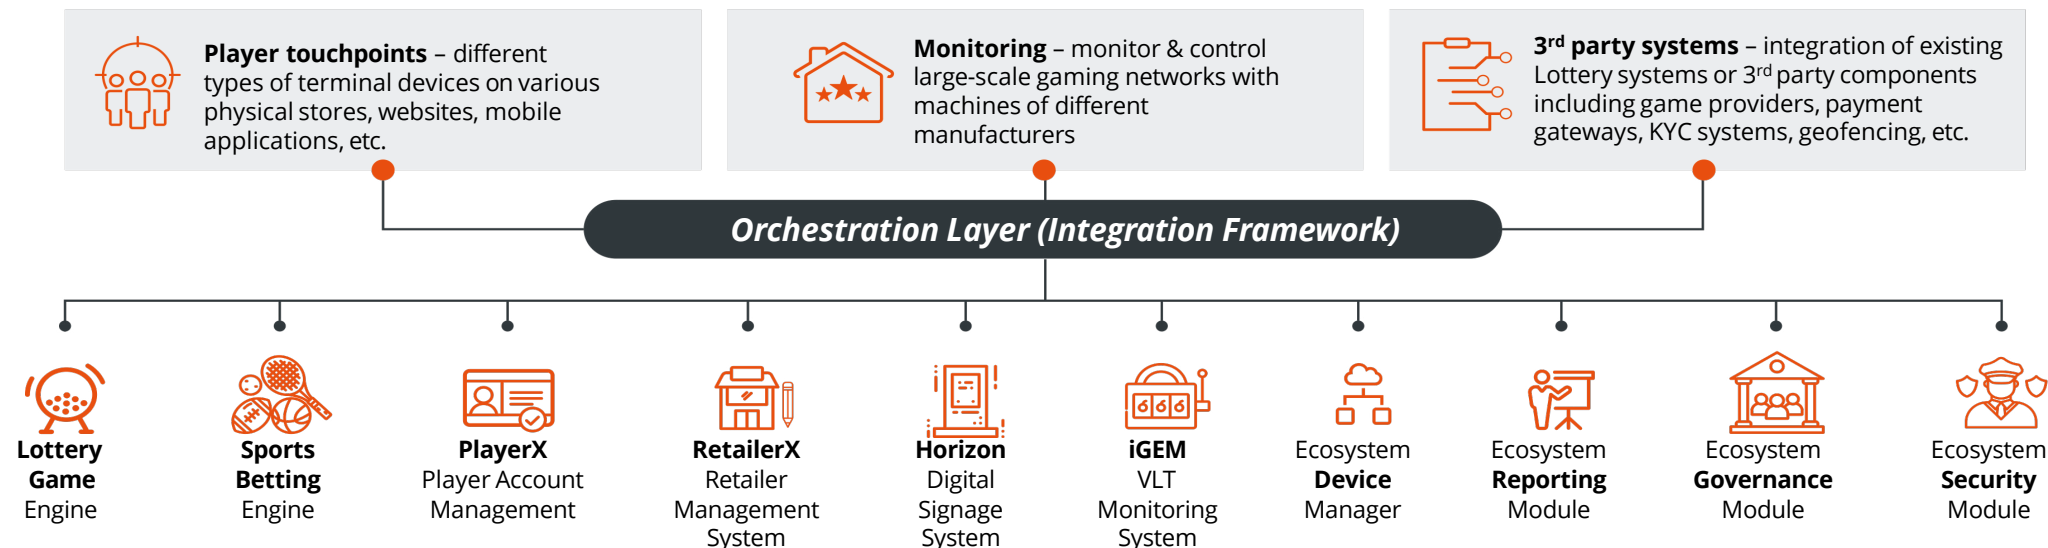 Player touchpoints – different
types of terminal devices on various
physical stores, websites, mobile
applications, etc.
Monitoring – monitor & control
large-scale gaming networks with
machines of different
manufacturers
3rd party systems – integration of existing
Lottery systems or 3rd party components
including game providers, payment
gateways, KYC systems, geofencing, etc.
Orchestration Layer (Integration Framework)
Lottery
Game
Engine
Sports
Betting
Engine
PlayerX
Player Account
Management
RetailerX
Retailer
Management
System
Horizon
Digital
Signage
System
666
iGEM
VLT
Monitoring
System
Ecosystem
Device
Manager
Ecosystem
Reporting
Module
Ecosystem
Governance
Module
Ecosystem
Security
Module